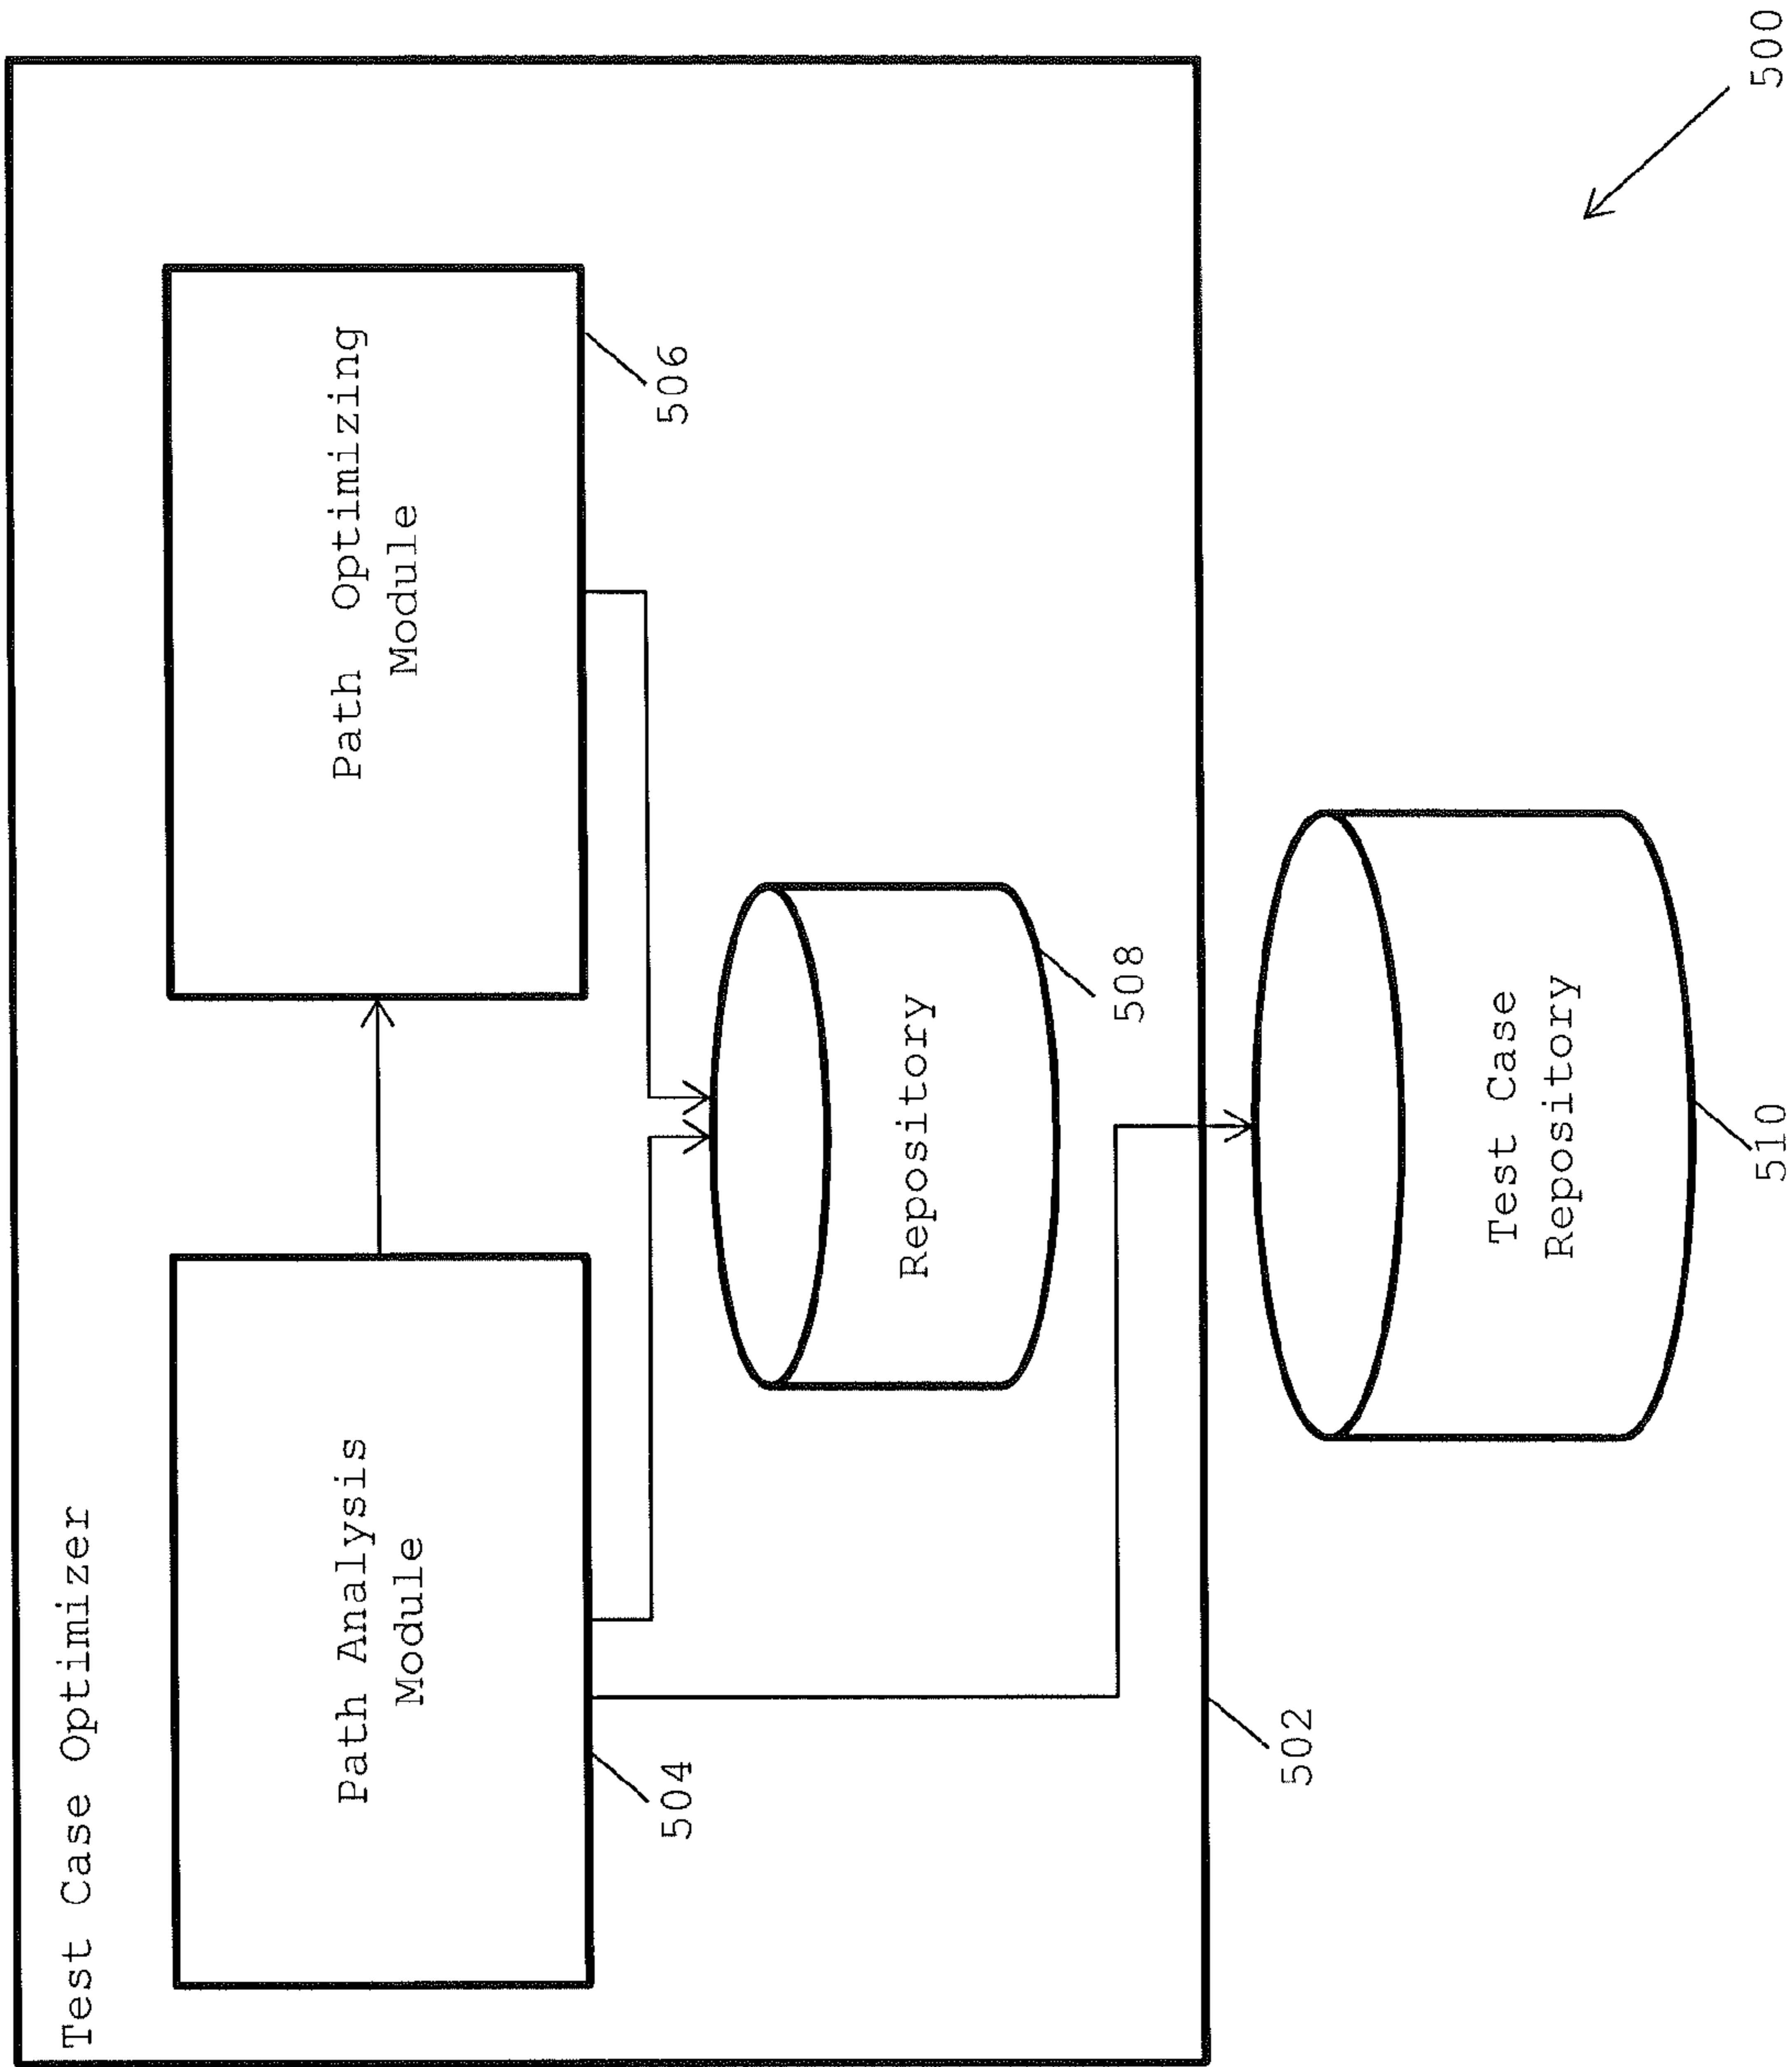 Test Case Optimizer
Path Analysis
Module
504
Path Optimizing
Module
506
Repository
508
502
Test Case
Repository
510
500